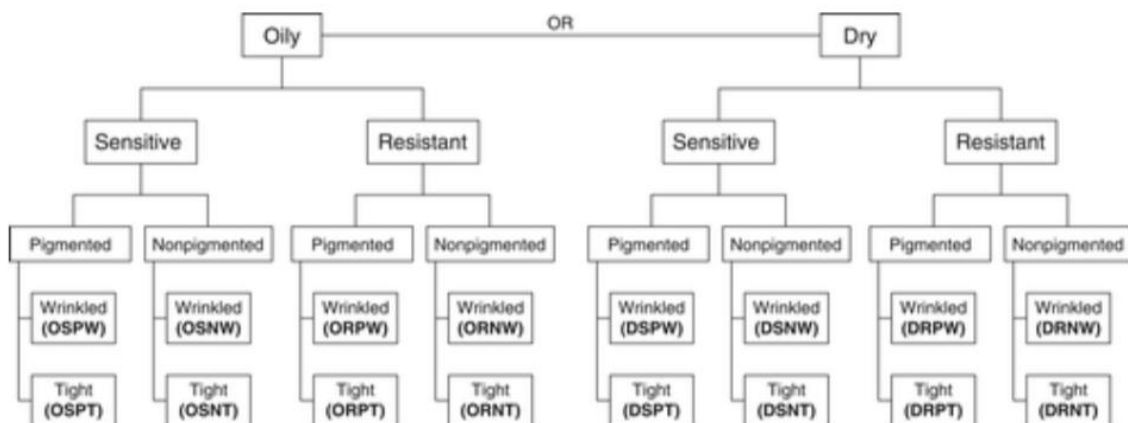 OR
Oily
Dry
Sensitive
Resistant
Sensitive
Resistant
Pigmented
Nonpigmented
Pigmented
Nonpigmented
Pigmented
Nonpigmented
Pigmented
Nonpigmented
Wrinkled
(OSPW)
Wrinkled
(OSNW)
Wrinkled
(ORPW)
Wrinkled
(ORNW)
Wrinkled
(DSPW)
Wrinkled
(DSNW)
Wrinkled
(DRPW)
Wrinkled
(DRNW)
Tight
(OSPT)
Tight
(OSNT)
Tight
(ORPT)
Tight
(ORNT)
Tight
(DSPT)
Tight
(DSNT)
Tight
(DRPT)
Tight
(DRNT)